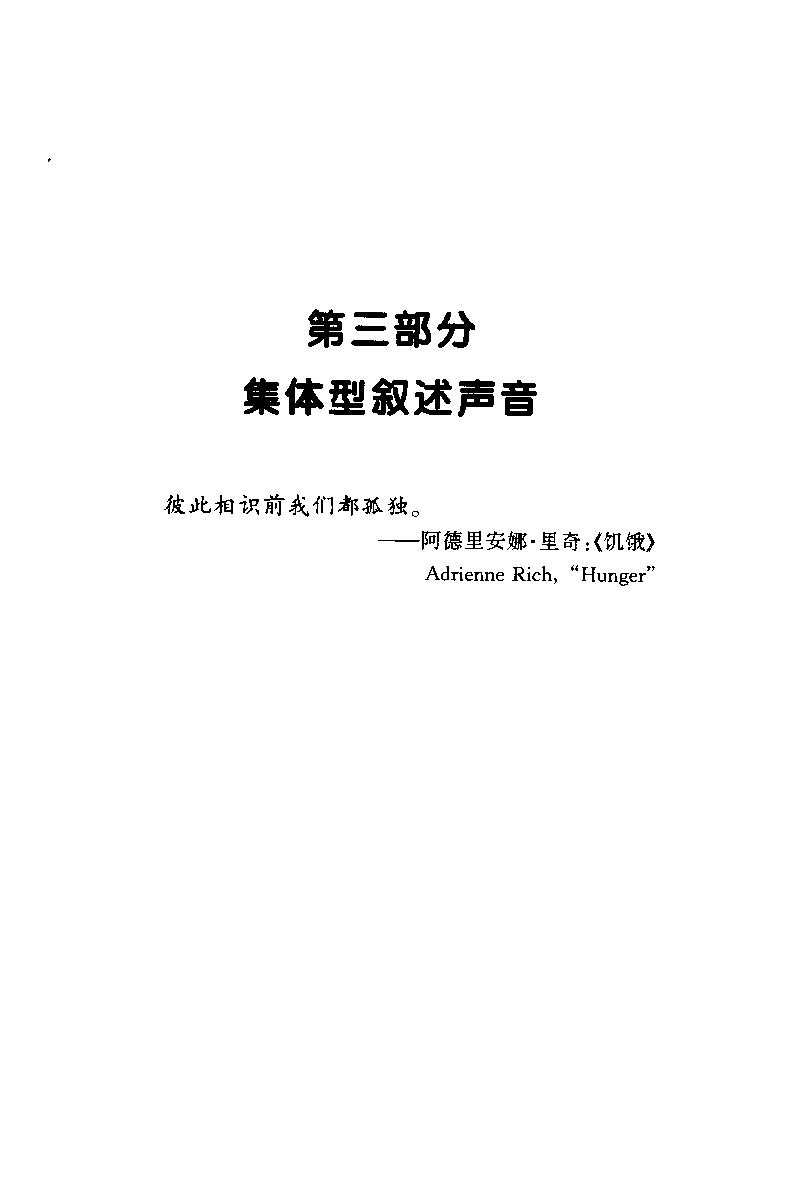 第三部分
集体型叙述声音
彼此相识前我们都孤独。
——阿德里安娜·里奇:《饥饿》
Adrienne Rich, “Hunger”